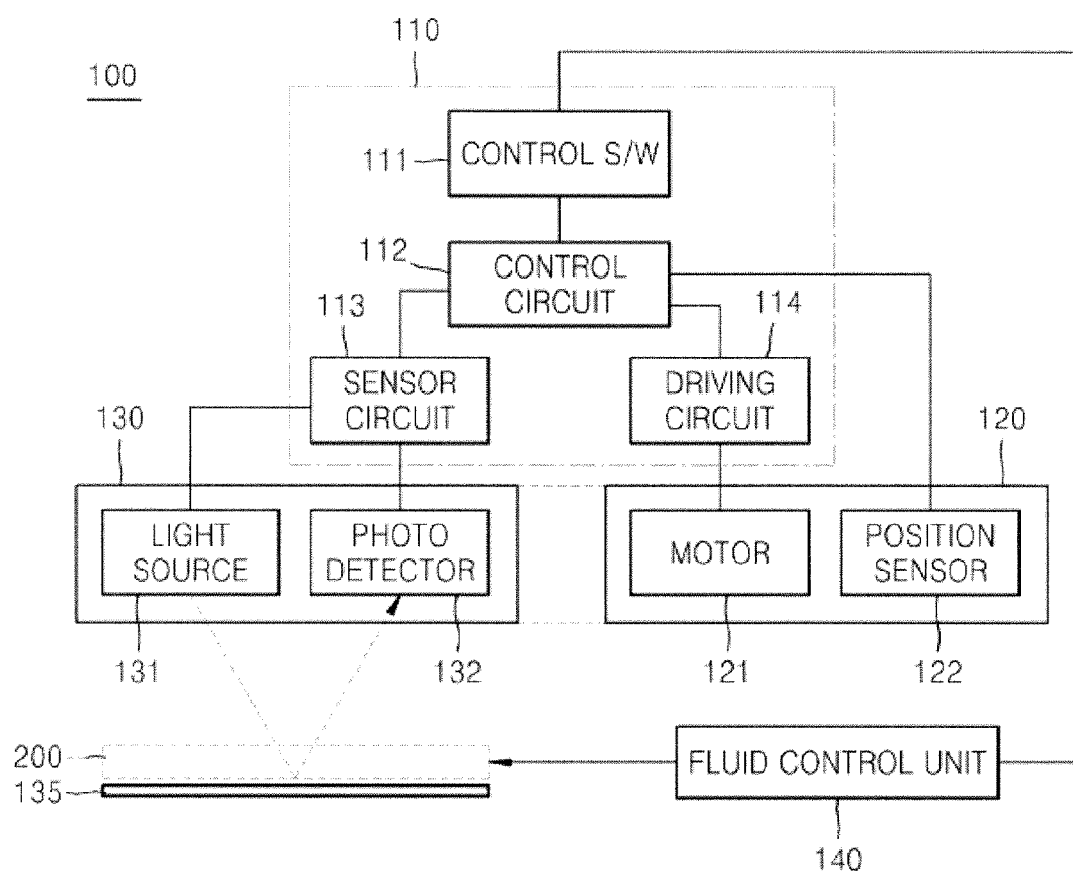 110
100
CONTROL S/W
111
112
CONTROL
CIRCUIT
113
114
SENSOR
CIRCUIT
DRIVING
CIRCUIT
130
120
LIGHT
SOURCE
PHOTO
DETECTOR
MOTOR
POSITION
SENSOR
131
132
121
122
200
135
FLUID CONTROL UNIT
140